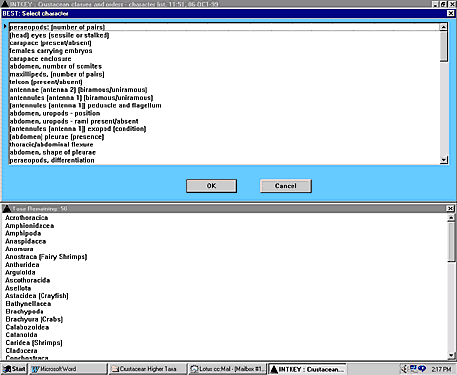 INTKEY : Crustacean classes and orders - character list. 11:51, 06-OCT-99
BEST: Select character
peraeopods: [number of pairs]
[head] eyes [sessile or stalked]
carapace [present/absent]
females carrying embryos
carapace enclosure
abdomen, number of somites
maxillipeds, [number of pairs]
telson [present/absent]
antennae [antenna 2] [biramous/uniramous]
antennules [antenna 1] [biramous/uniramous]
[antennules [antenna 1]] peduncle and flagellum
abdomen, uropods - position
abdomen, uropods - rami present/absent
[antennules [antenna 1]] exopod [condition]
[abdomen] pleurae [presence]
thoracic/abdominal flexure
abdomen, shape of pleurae
peraeopods, differentiation
OK
Cancel
Taxa Remaining: 50
Acrothoracica
Amphionidacea
Amphipoda
Anaspidacea
Anomura
Anostraca [Fairy Shrimps]
Anthuridea
Arguloida
Ascothoracida
Asellota
Astacidea [Crayfish]
Bathynellacea
Brachypoda
Brachyura [Crabs]
Calabozoidea
Calanoida
Caridea [Shrimps]
Cladocera
Conchostraca
Start
Microsoft Word
Crustacean Higher Taxa
Lotus cc:Mail - [Mailbox #1...
INTKEY : Crustacean...
2:17 PM